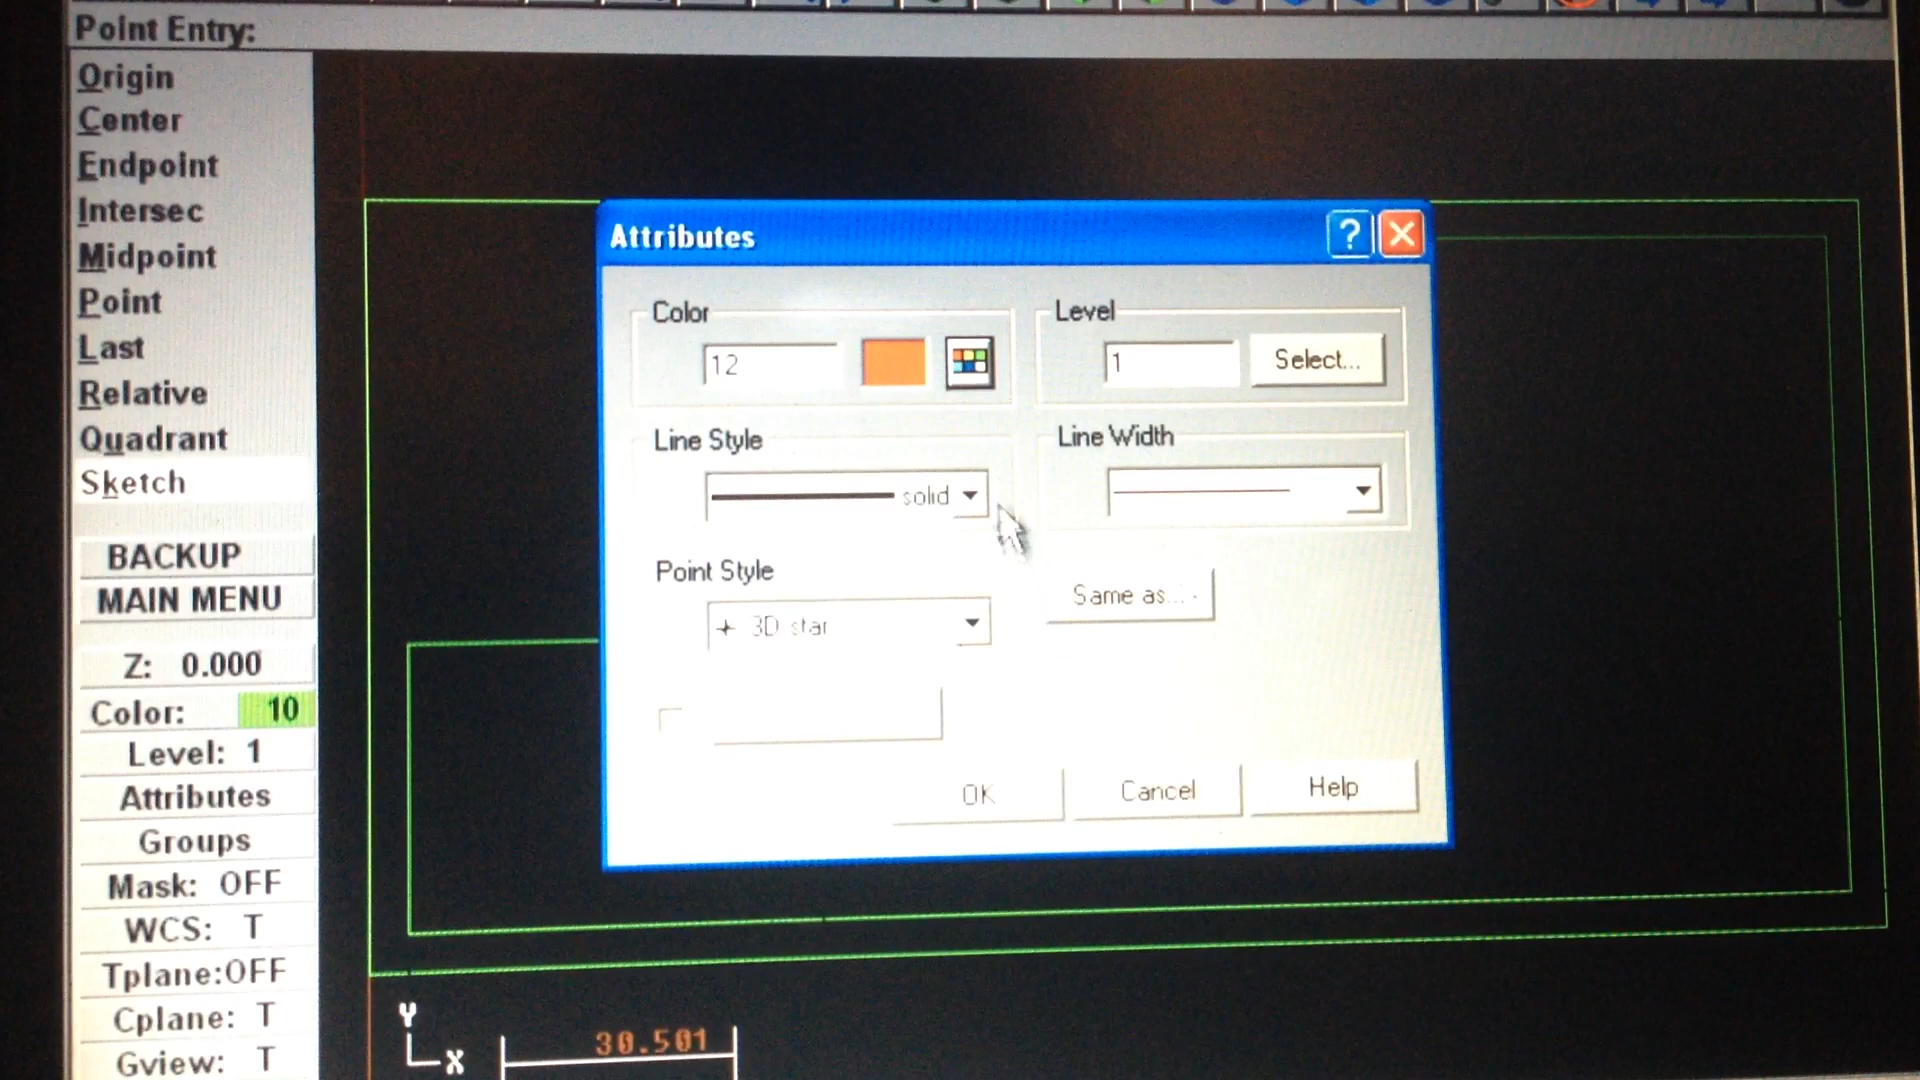 Point Entry:
Origin
Center
Endpoint
Intersec
Midpoint
Point
Last
Relative
Quadrant
Sketch
BACKUP
MAIN MENU
Z: 0.000
Color: 10
Level: 1
Attributes
Groups
Mask: OFF
WCS: T
Tplane:OFF
Cplane: T
Gview: T
Attributes
?
Color
12
Level
1
Select...
Line Style
solid
Line Width
Point Style
3D star
Same as...
OK
Cancel
Help
Y
X
30.501